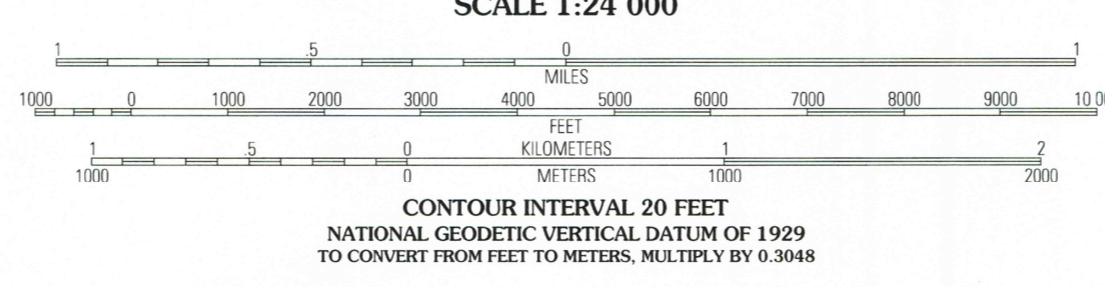 SCALE 1:24 000
1 .5 0 1
MILES
1000 0 1000 2000 3000 4000 5000 6000 7000 8000 9000 10 00
FEET
1 .5 0 KILOMETERS 1 2
1000 0 METERS 1000 2000
CONTOUR INTERVAL 20 FEET
NATIONAL GEODETIC VERTICAL DATUM OF 1929
TO CONVERT FROM FEET TO METERS, MULTIPLY BY 0.3048